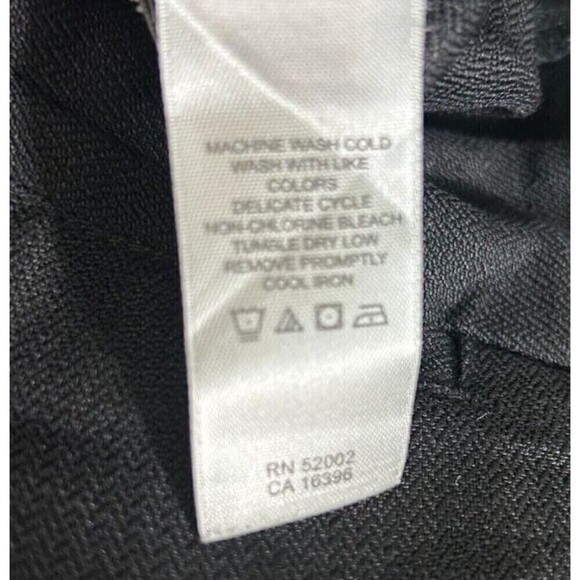 MACHINE WASH COLD
WASH WITH LIKE
COLORS
DELICATE CYCLE
NON-CHLORINE BLEACH
TUMBLE DRY LOW
REMOVE PROMPTLY
COOL IRON
RN 52002
CA 16396